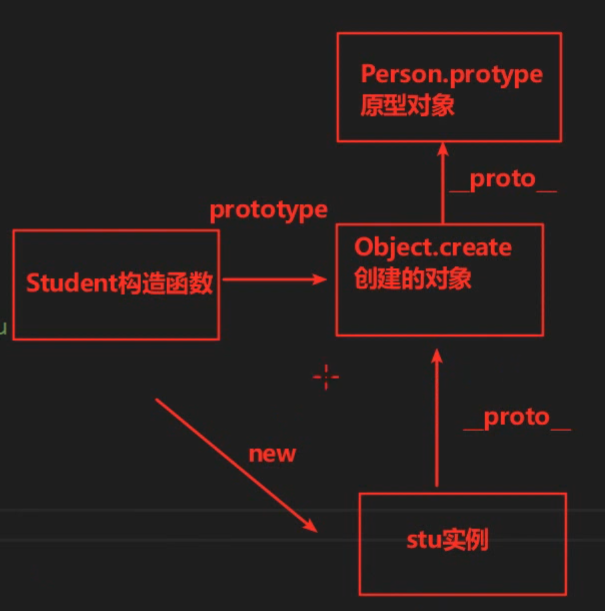 Person.protype
原型对象
__proto__
prototype
Object.create
创建的对象
Student构造函数
u
__proto__
new
stu实例